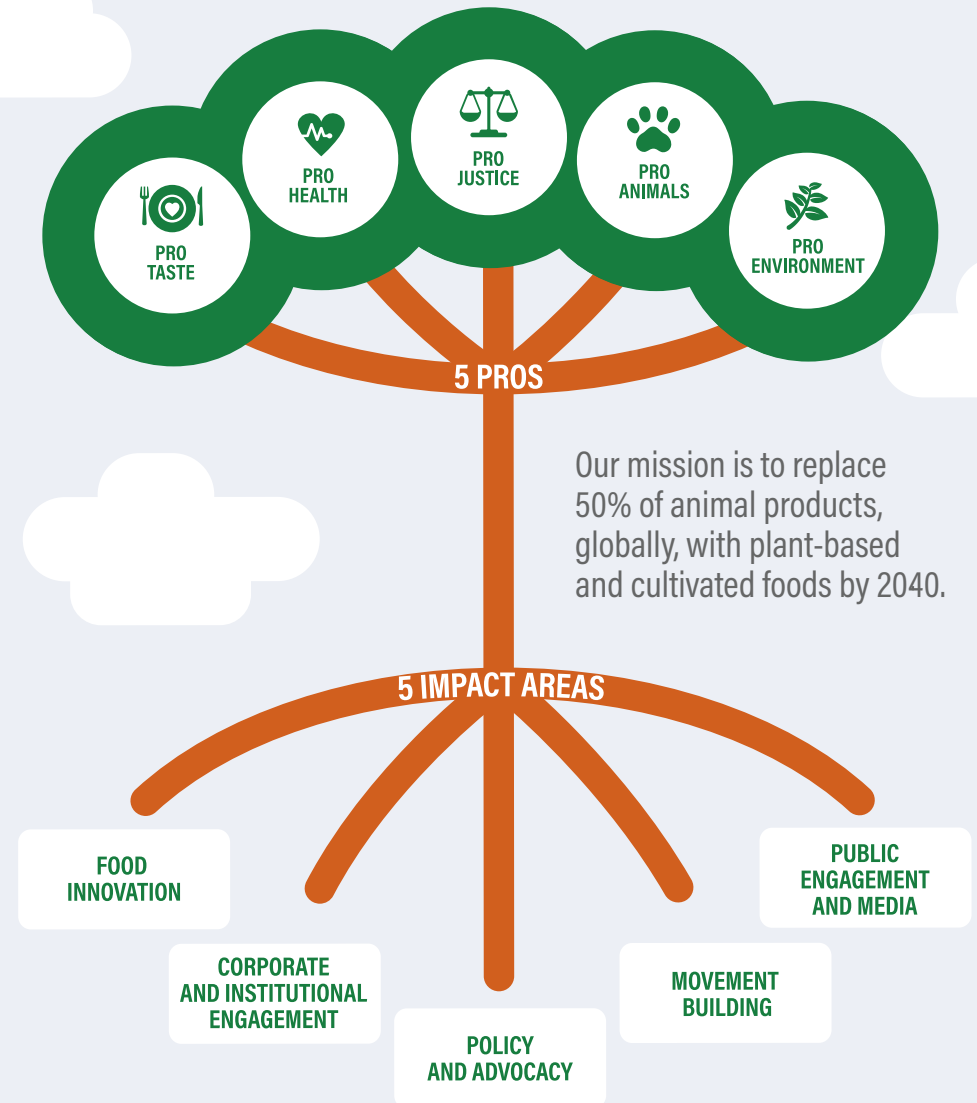 PRO
TASTE
PRO
HEALTH
PRO
JUSTICE
PRO
ANIMALS
PRO
ENVIRONMENT
5 PROS
Our mission is to replace
50% of animal products,
globally, with plant-based
and cultivated foods by 2040.
5 IMPACT AREAS
FOOD
INNOVATION
CORPORATE
AND INSTITUTIONAL
ENGAGEMENT
POLICY
AND ADVOCACY
MOVEMENT
BUILDING
PUBLIC
ENGAGEMENT
AND MEDIA